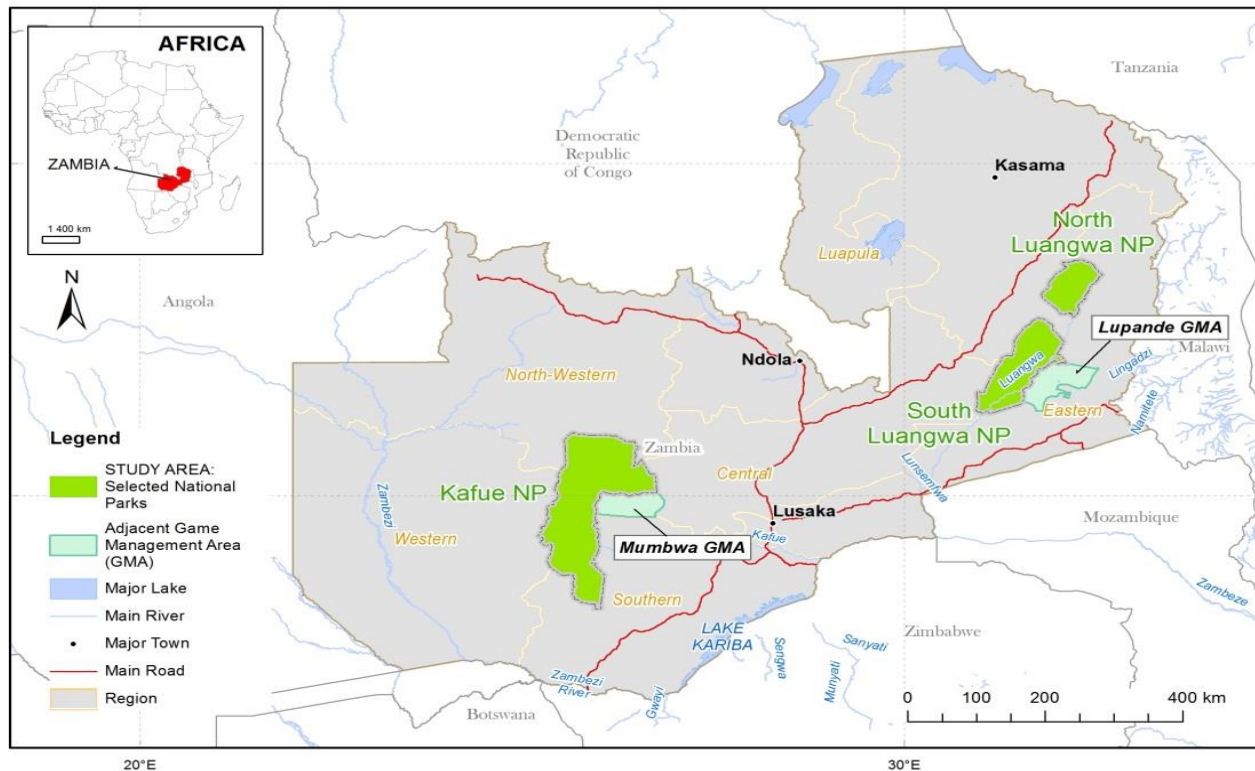 AFRICA
ZAMBIA
1 400 km
N
Tanzania
Democratic
Republic
of Congo
Kasama
North
Luangwa NP
Luapula
Angola
Lupande GMA
Malawi
Ndola
Luangwa
Lingadzi
North-Western
Eastern
Namitete
South
Luangwa NP
Legend
STUDY AREA:
Selected National
Parks
Adjacent Game
Management Area
(GMA)
Major Lake
Main River
Major Town
Main Road
Region
Zambia
Central
Lunsemfwa
Kafue NP
Zambezi
Lusaka
Mozambique
Western
Kafue
Mumbwa GMA
Zambeze
Southern
LAKE
KARIBA
Sengwa
Sanyati
Zimbabwe
Munyati
Zambezi
River
Gwayi
Botswana
0 100 200 400 km
20°E 30°E